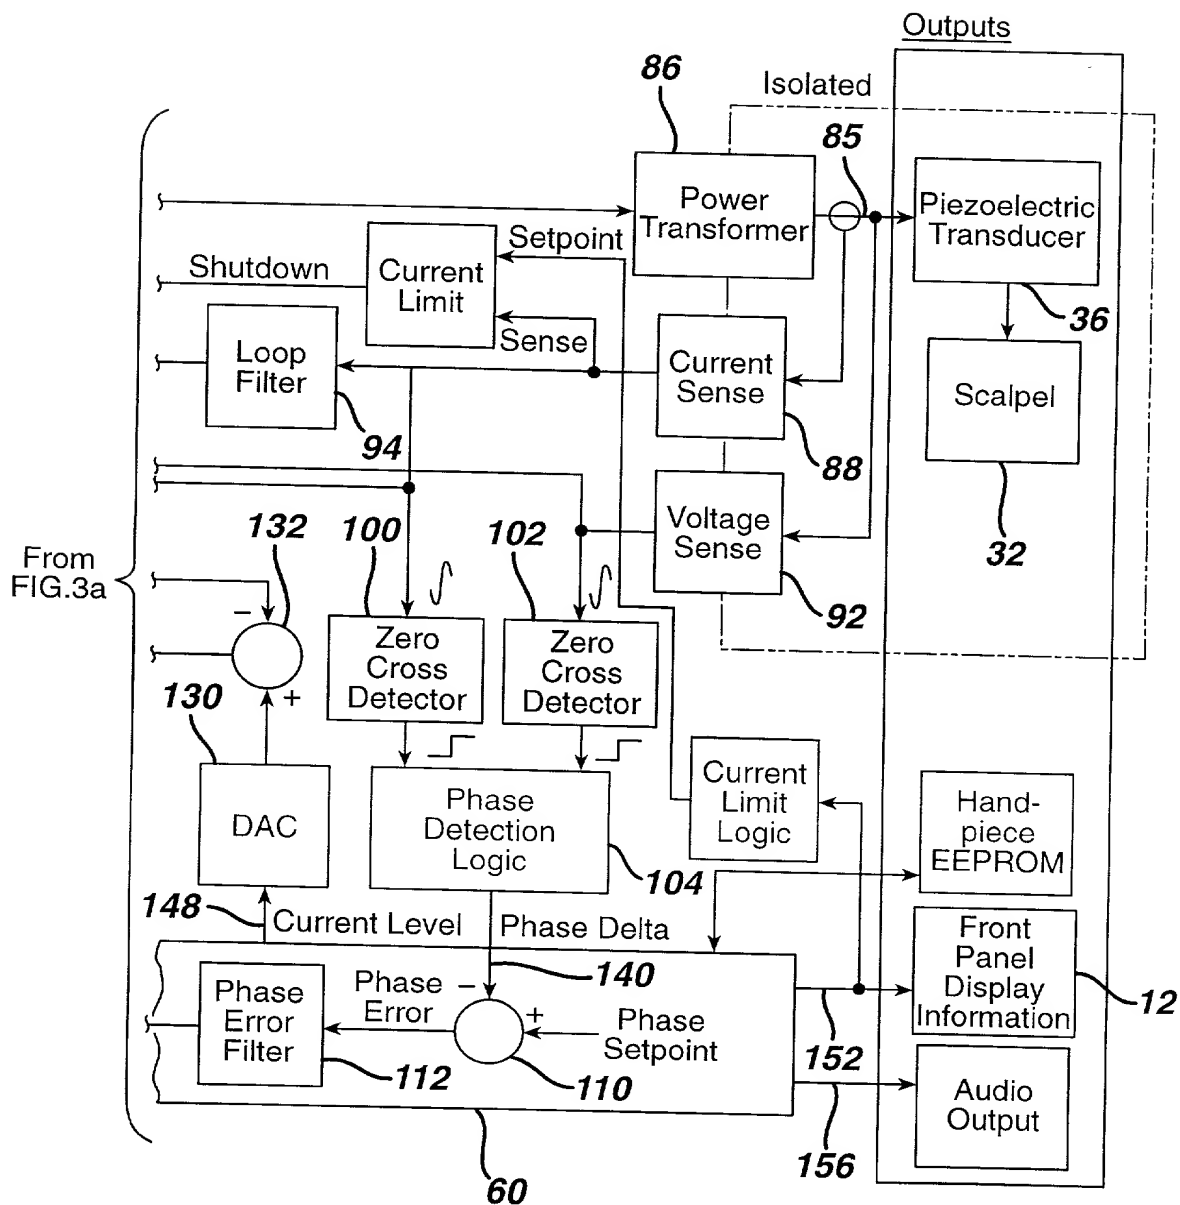 Outputs
86
Isolated
85
Power
Transformer
Piezoelectric
Transducer
Setpoint
Shutdown
Current
Limit
36
Sense
Loop
Filter
Current
Sense
Scalpel
94
88
132
100
102
Voltage
Sense
32
From
FIG.3a
−
92
Zero
Cross
Detector
Zero
Cross
Detector
130
+
Current
Limit
Logic
Hand-
piece
EEPROM
DAC
Phase
Detection
Logic
104
148
Current Level
Phase Delta
Front
Panel
Display
Information
140
Phase
Error
Filter
Phase
Error
−
+
Phase
Setpoint
12
112
110
152
Audio
Output
156
60